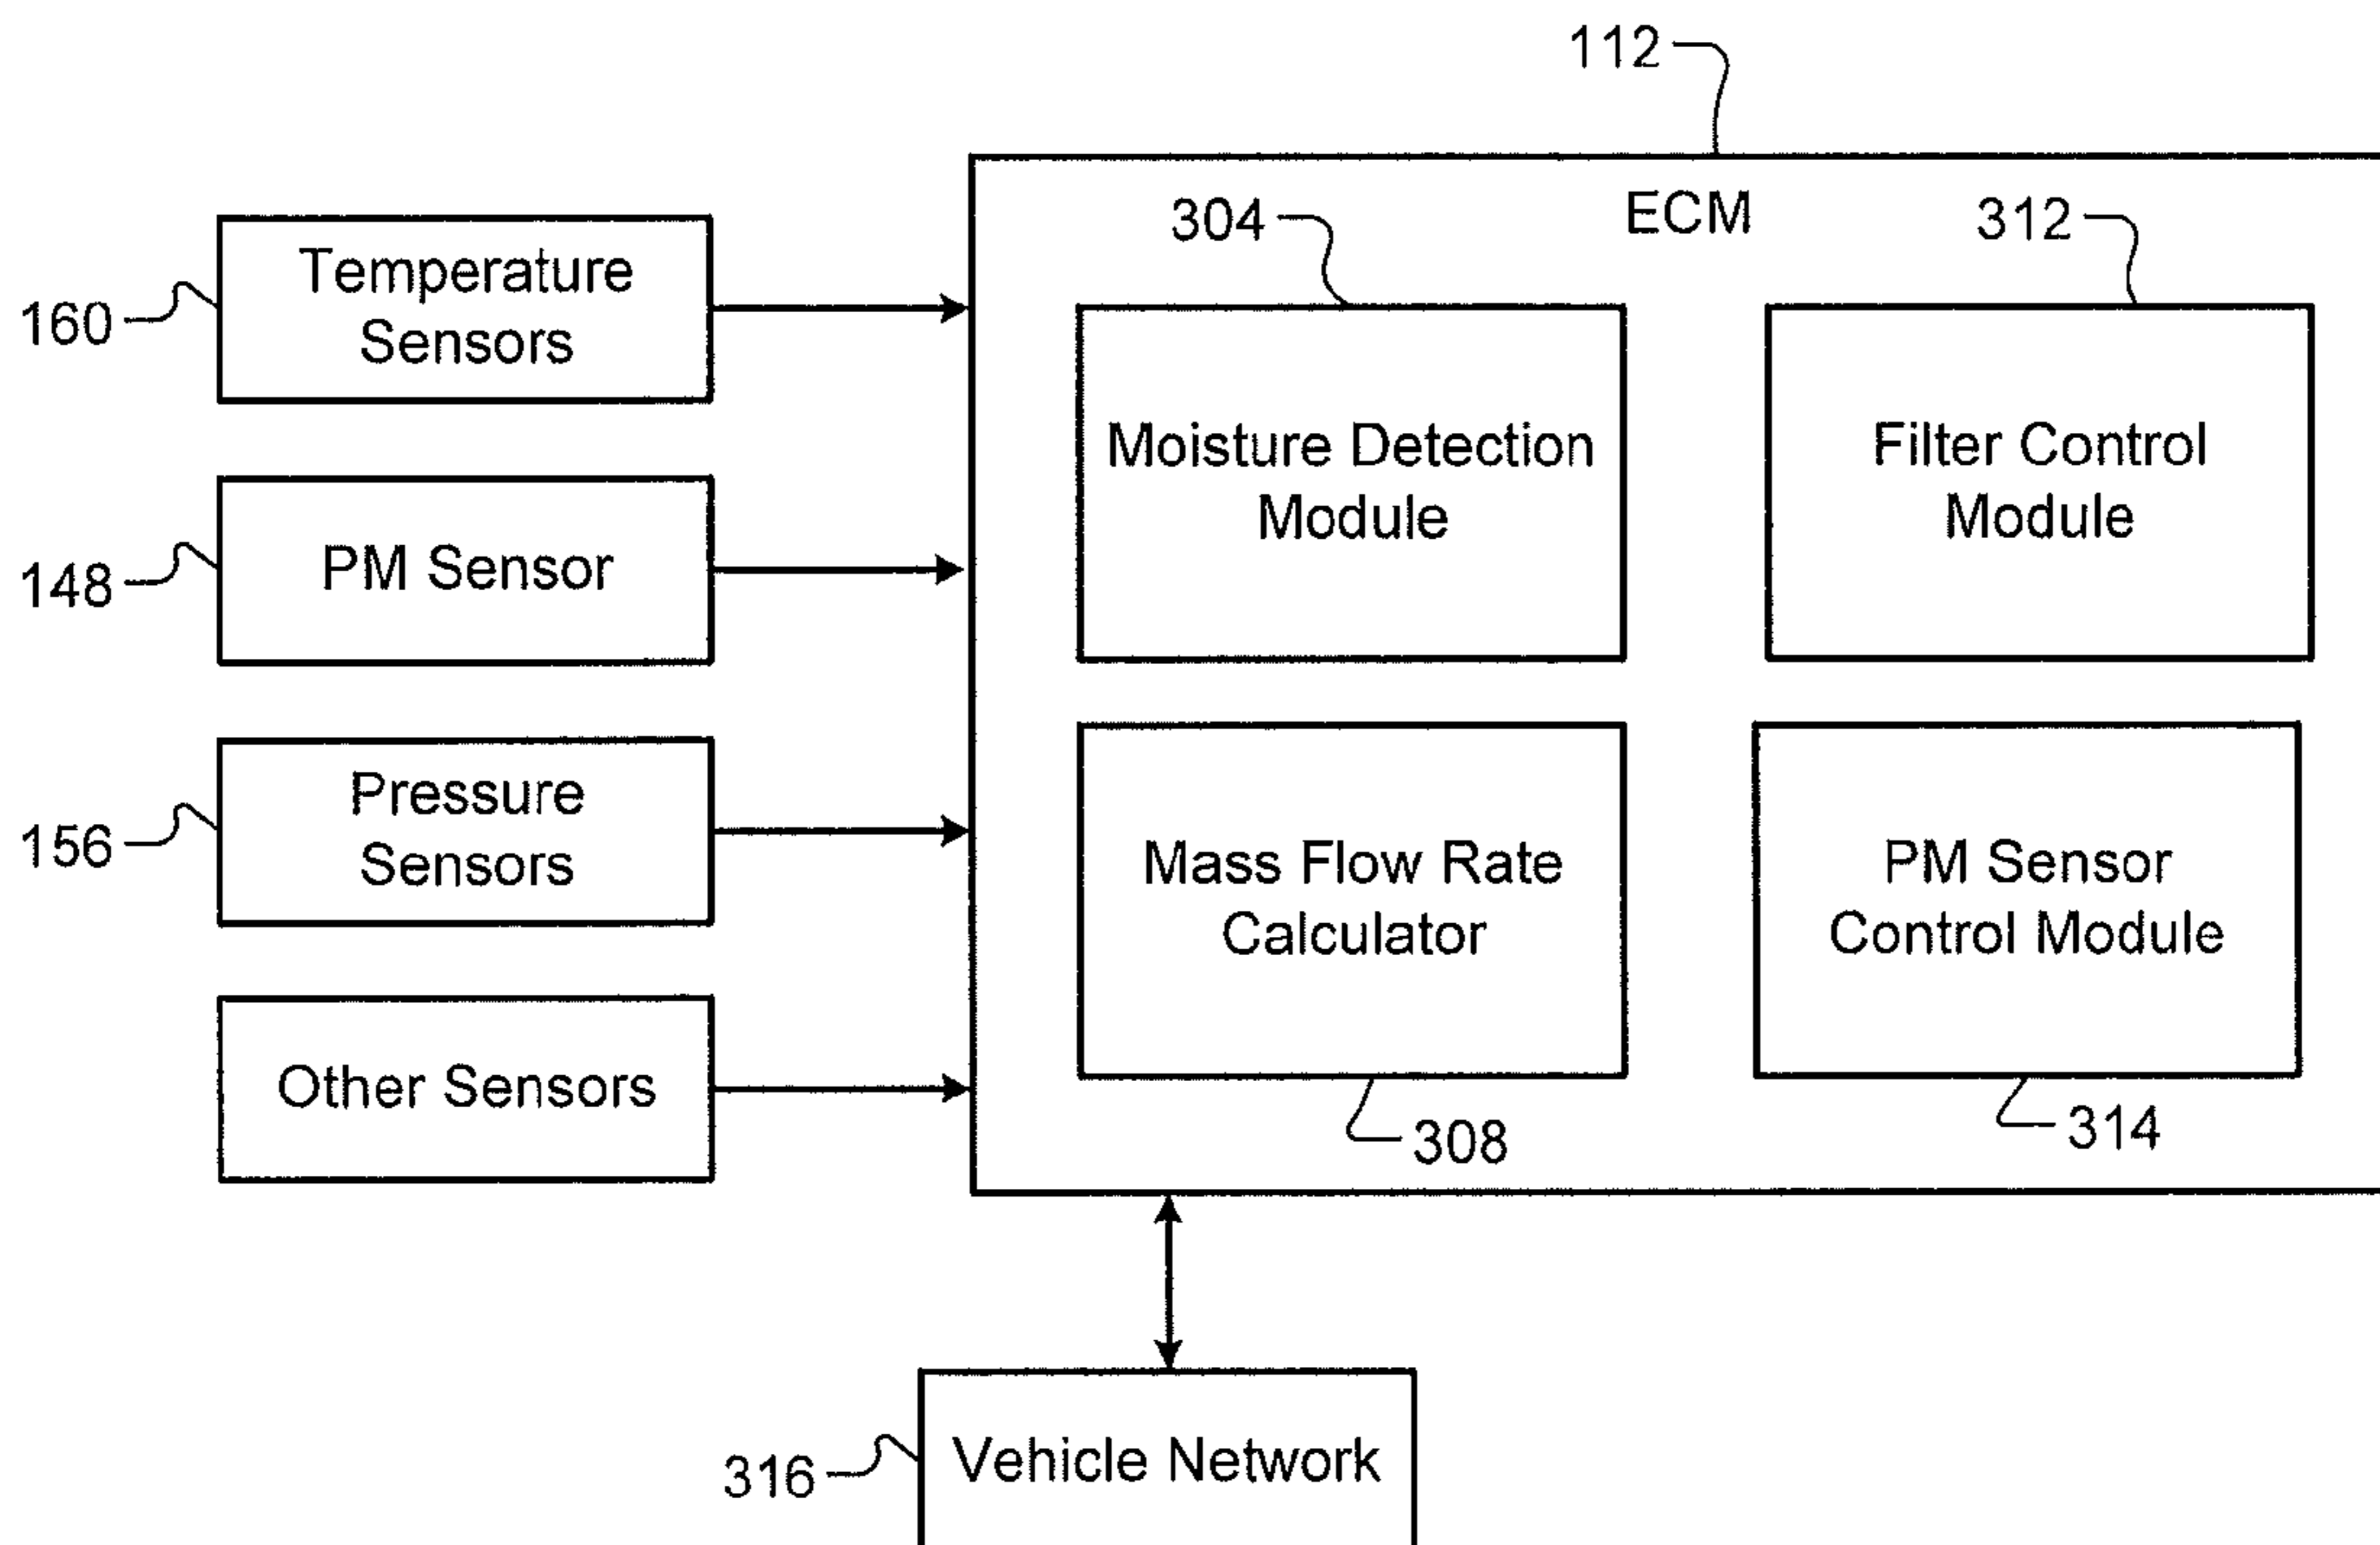 112
ECM
304
312
Temperature
Sensors
160
Moisture Detection
Module
Filter Control
Module
PM Sensor
148
Pressure
Sensors
156
Mass Flow Rate
Calculator
PM Sensor
Control Module
Other Sensors
308
314
Vehicle Network
316